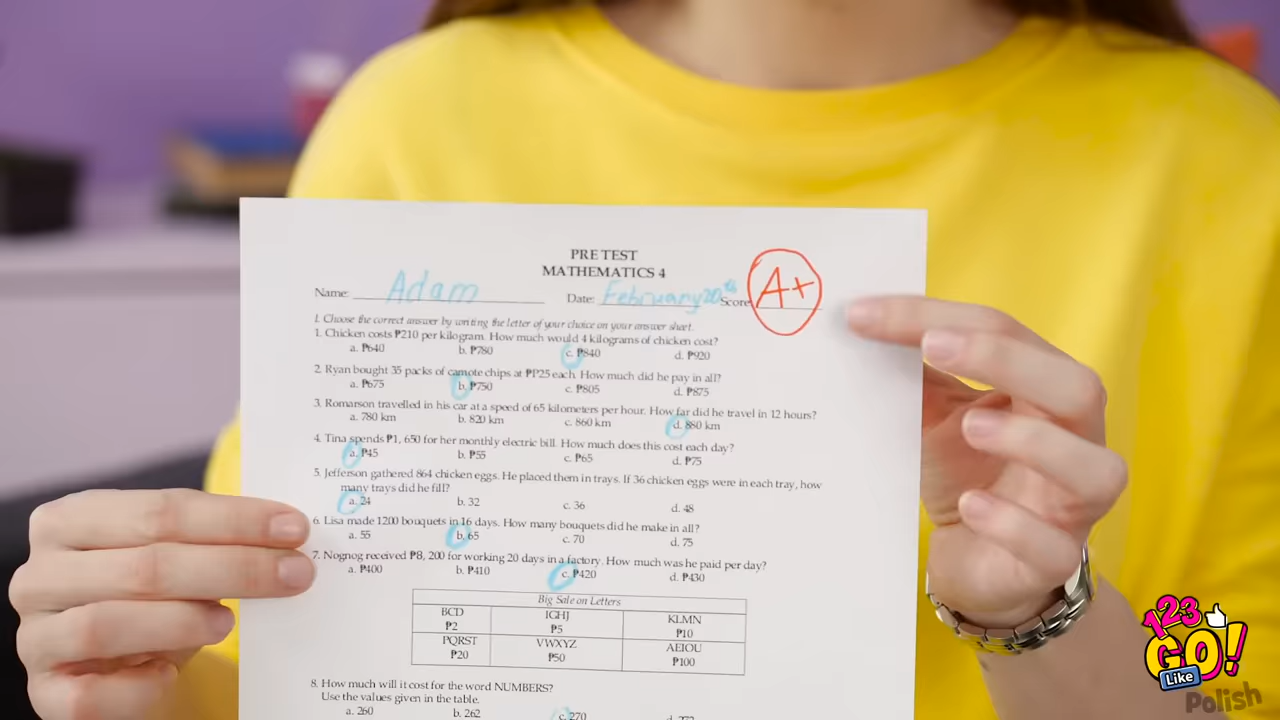 PRE TEST
MATHEMATICS 4
Name: Adam Date: February 20th Score A+
I. Choose the correct answer by writing the letter of your choice on your answer sheet.
1. Chicken costs ₱210 per kilogram. How much would 4 kilograms of chicken cost?
a. ₱640 b. ₱780 c. ₱840 d. ₱920
2. Ryan bought 35 packs of camote chips at ₱P25 each. How much did he pay in all?
a. ₱675 b. ₱750 c. ₱805 d. ₱875
3. Romarson travelled in his car at a speed of 65 kilometers per hour. How far did he travel in 12 hours?
a. 780 km b. 820 km c. 860 km d. 880 km
4. Tina spends ₱1, 650 for her monthly electric bill. How much does this cost each day?
a. ₱45 b. ₱55 c. ₱65 d. ₱75
5. Jefferson gathered 864 chicken eggs. He placed them in trays. If 36 chicken eggs were in each tray, how
many trays did he fill?
a. 24 b. 32 c. 36 d. 48
6. Lisa made 1200 bouquets in 16 days. How many bouquets did he make in all?
a. 55 b. 65 c. 70 d. 75
7. Nognog received ₱8, 200 for working 20 days in a factory. How much was he paid per day?
a. ₱400 b. ₱410 c. ₱420 d. ₱430
Big Sale on Letters
BCD IGHJ KLMN
₱2 ₱5 ₱10
PQRST VWXYZ AEIOU
₱20 ₱50 ₱100
8. How much will it cost for the word NUMBERS?
Use the values given in the table.
a. 260 b. 262 c. 270
123
GO!
Like
Polish